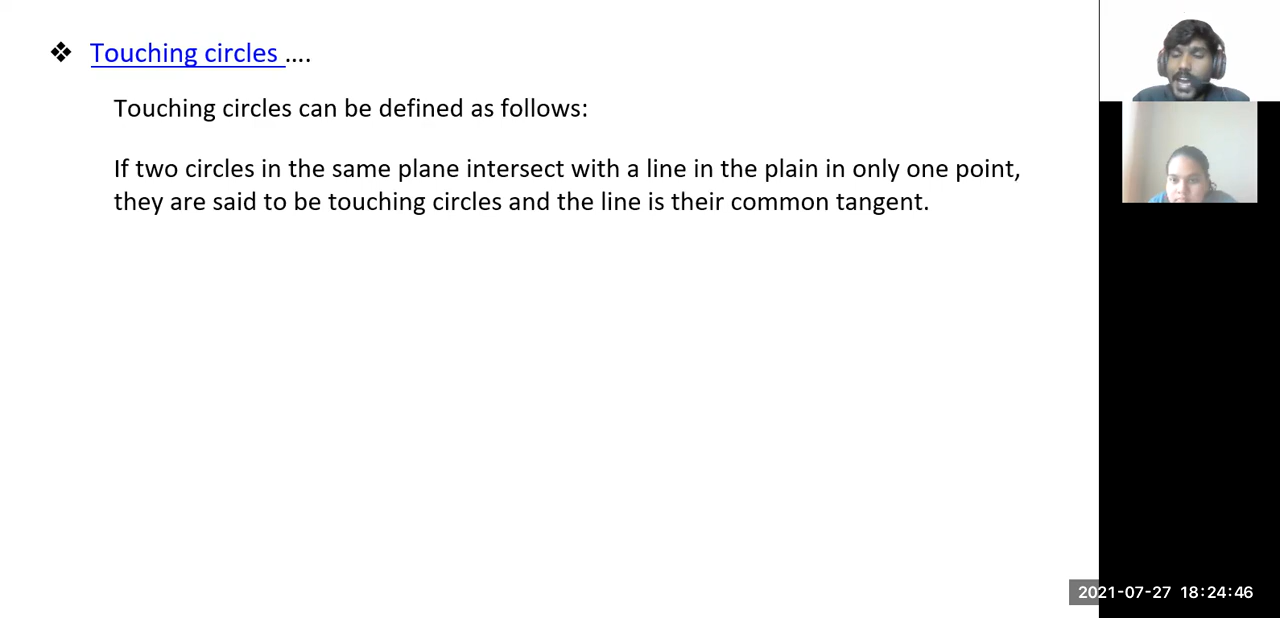 ❖ Touching circles ....
Touching circles can be defined as follows:
If two circles in the same plane intersect with a line in the plain in only one point,
they are said to be touching circles and the line is their common tangent.
2021-07-27 18:24:46